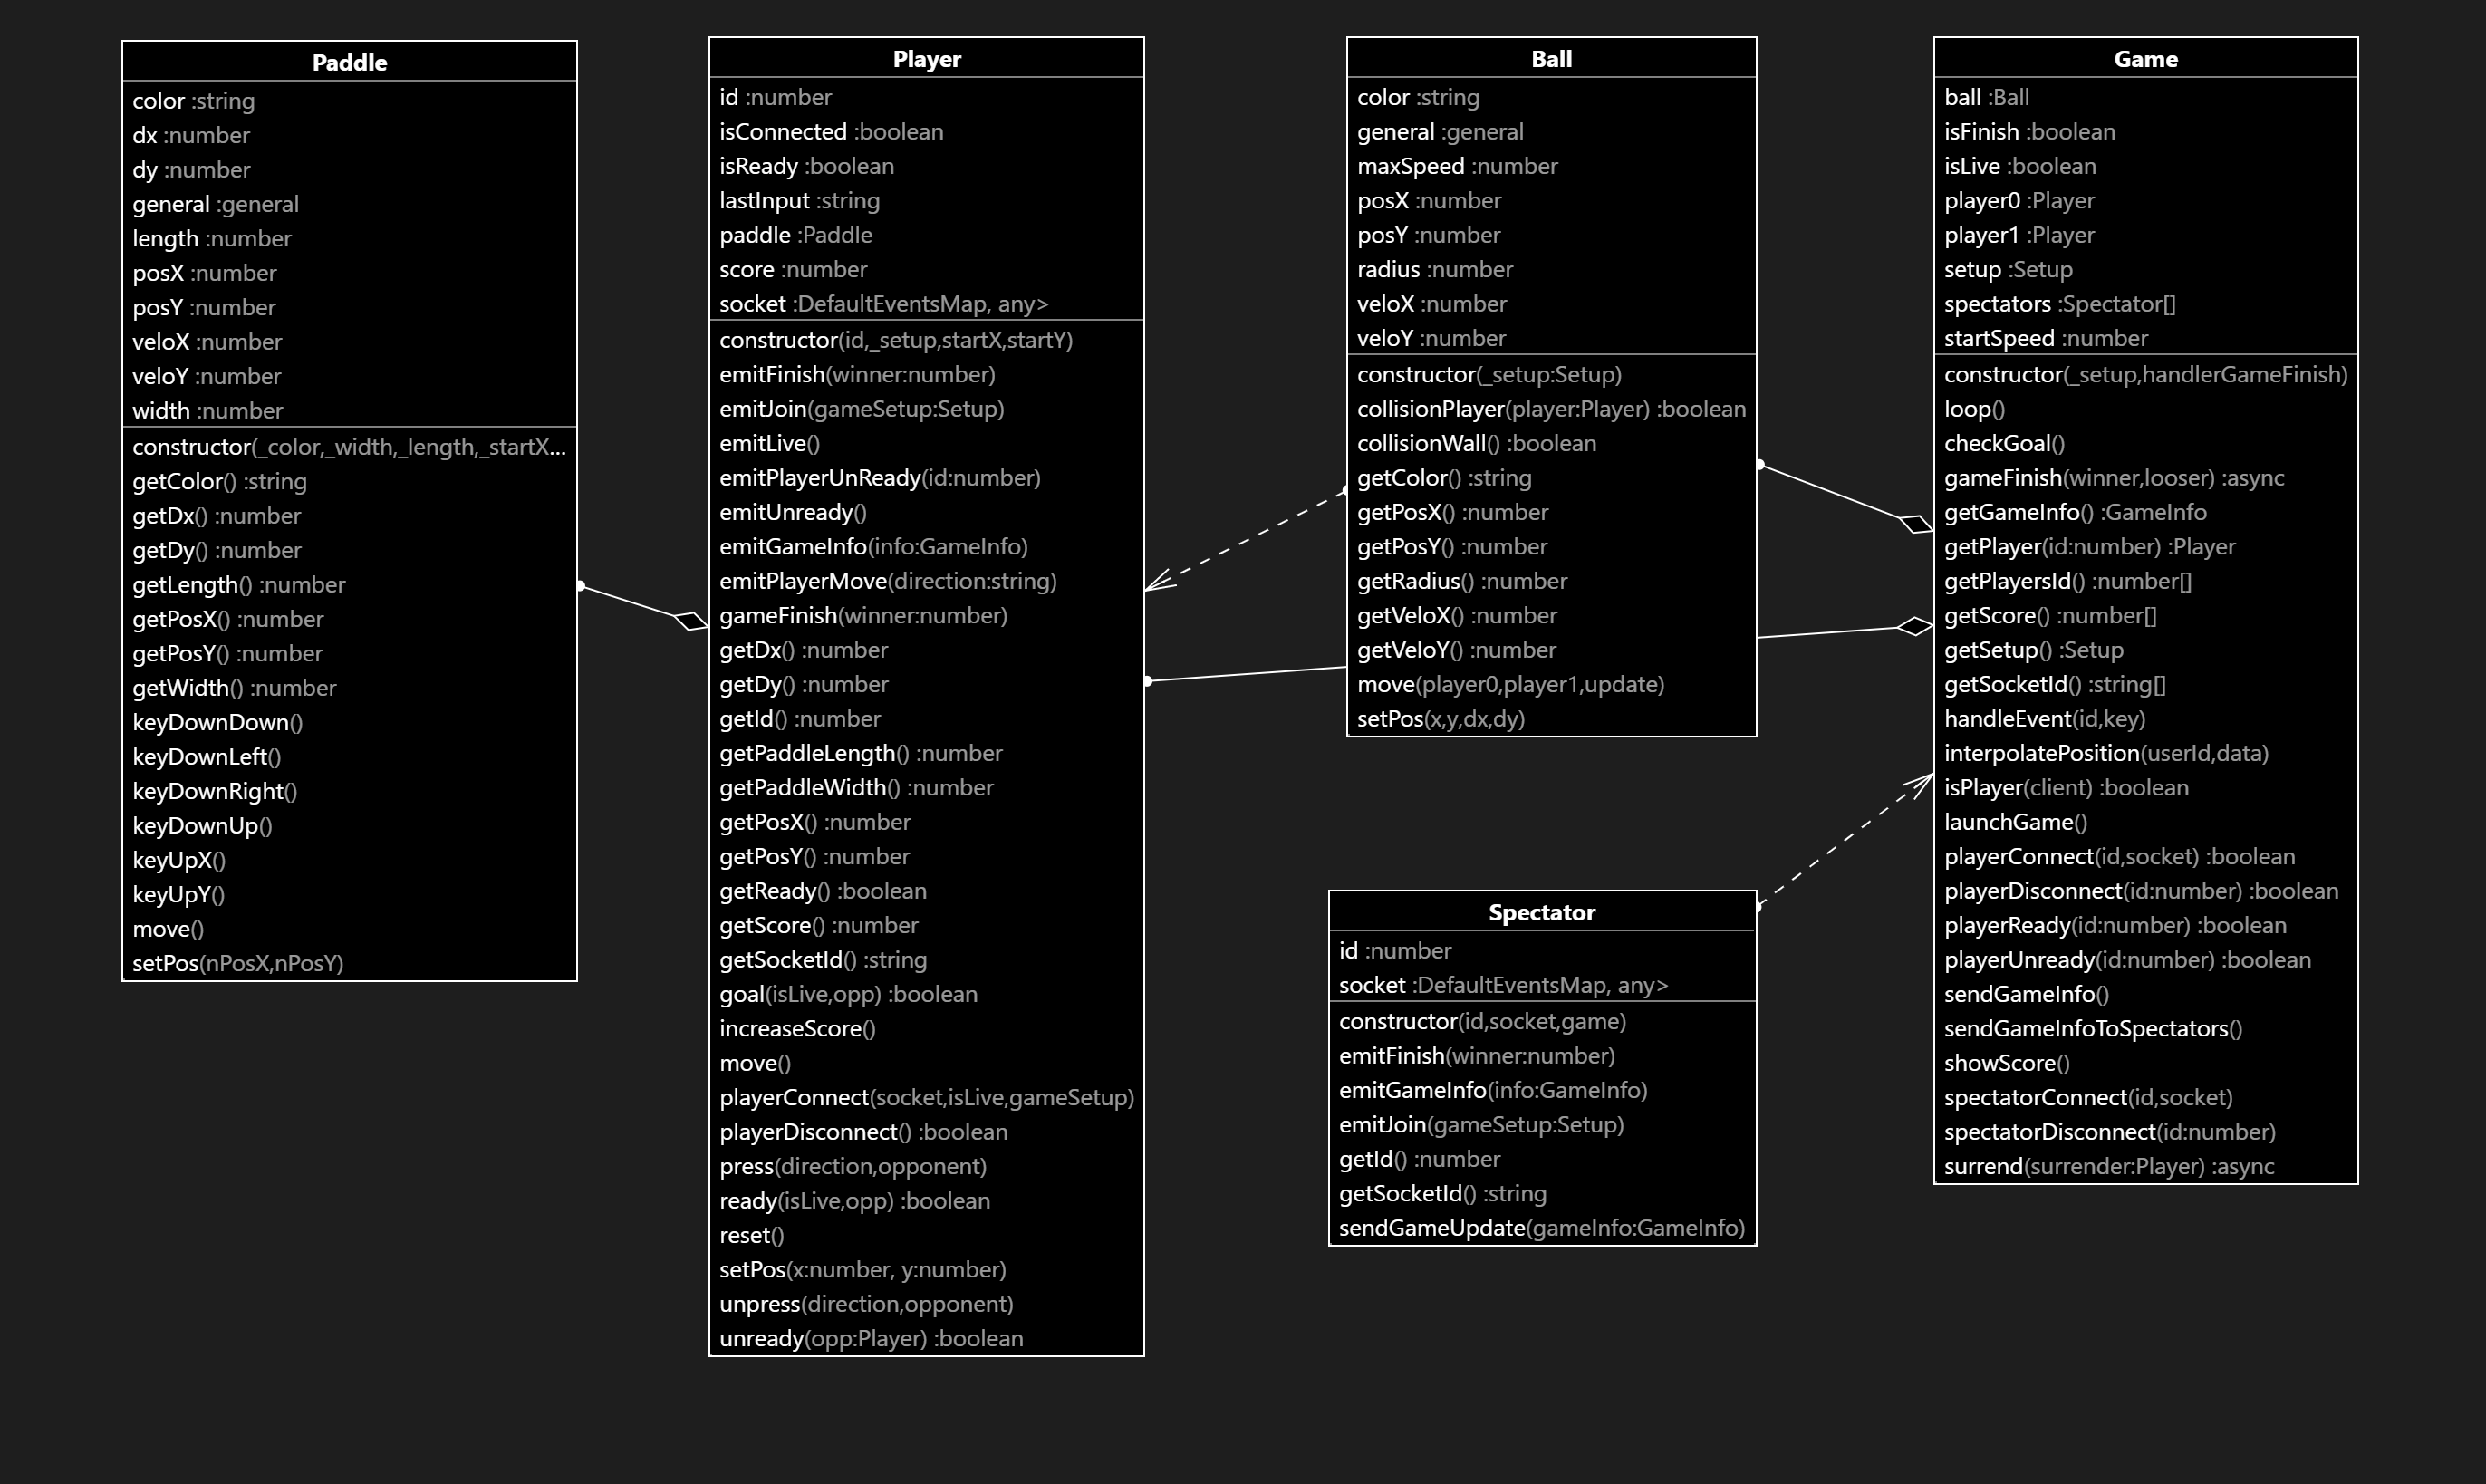 Paddle
color :string
dx :number
dy :number
general :general
length :number
posX :number
posY :number
veloX :number
veloY :number
width :number
constructor(_color,_width,_length,_startX...
getColor() :string
getDx() :number
getDy() :number
getLength() :number
getPosX() :number
getPosY() :number
getWidth() :number
keyDownDown()
keyDownLeft()
keyDownRight()
keyDownUp()
keyUpX()
keyUpY()
move()
setPos(nPosX,nPosY)
Player
id :number
isConnected :boolean
isReady :boolean
lastInput :string
paddle :Paddle
score :number
socket :DefaultEventsMap, any>
constructor(id,_setup,startX,startY)
emitFinish(winner:number)
emitJoin(gameSetup:Setup)
emitLive()
emitPlayerUnReady(id:number)
emitUnready()
emitGameInfo(info:GameInfo)
emitPlayerMove(direction:string)
gameFinish(winner:number)
getDx() :number
getDy() :number
getId() :number
getPaddleLength() :number
getPaddleWidth() :number
getPosX() :number
getPosY() :number
getReady() :boolean
getScore() :number
getSocketId() :string
goal(isLive,opp) :boolean
increaseScore()
move()
playerConnect(socket,isLive,gameSetup)
playerDisconnect() :boolean
press(direction,opponent)
ready(isLive,opp) :boolean
reset()
setPos(x:number, y:number)
unpress(direction,opponent)
unready(opp:Player) :boolean
Ball
color :string
general :general
maxSpeed :number
posX :number
posY :number
radius :number
veloX :number
veloY :number
constructor(_setup:Setup)
collisionPlayer(player:Player) :boolean
collisionWall() :boolean
getColor() :string
getPosX() :number
getPosY() :number
getRadius() :number
getVeloX() :number
getVeloY() :number
move(player0,player1,update)
setPos(x,y,dx,dy)
Spectator
id :number
socket :DefaultEventsMap, any>
constructor(id,socket,game)
emitFinish(winner:number)
emitGameInfo(info:GameInfo)
emitJoin(gameSetup:Setup)
getId() :number
getSocketId() :string
sendGameUpdate(gameInfo:GameInfo)
Game
ball :Ball
isFinish :boolean
isLive :boolean
player0 :Player
player1 :Player
setup :Setup
spectators :Spectator[]
startSpeed :number
constructor(_setup,handlerGameFinish)
loop()
checkGoal()
gameFinish(winner,looser) :async
getGameInfo() :GameInfo
getPlayer(id:number) :Player
getPlayersId() :number[]
getScore() :number[]
getSetup() :Setup
getSocketId() :string[]
handleEvent(id,key)
interpolatePosition(userId,data)
isPlayer(client) :boolean
launchGame()
playerConnect(id,socket) :boolean
playerDisconnect(id:number) :boolean
playerReady(id:number) :boolean
playerUnready(id:number) :boolean
sendGameInfo()
sendGameInfoToSpectators()
showScore()
spectatorConnect(id,socket)
spectatorDisconnect(id:number)
surrend(surrender:Player) :async